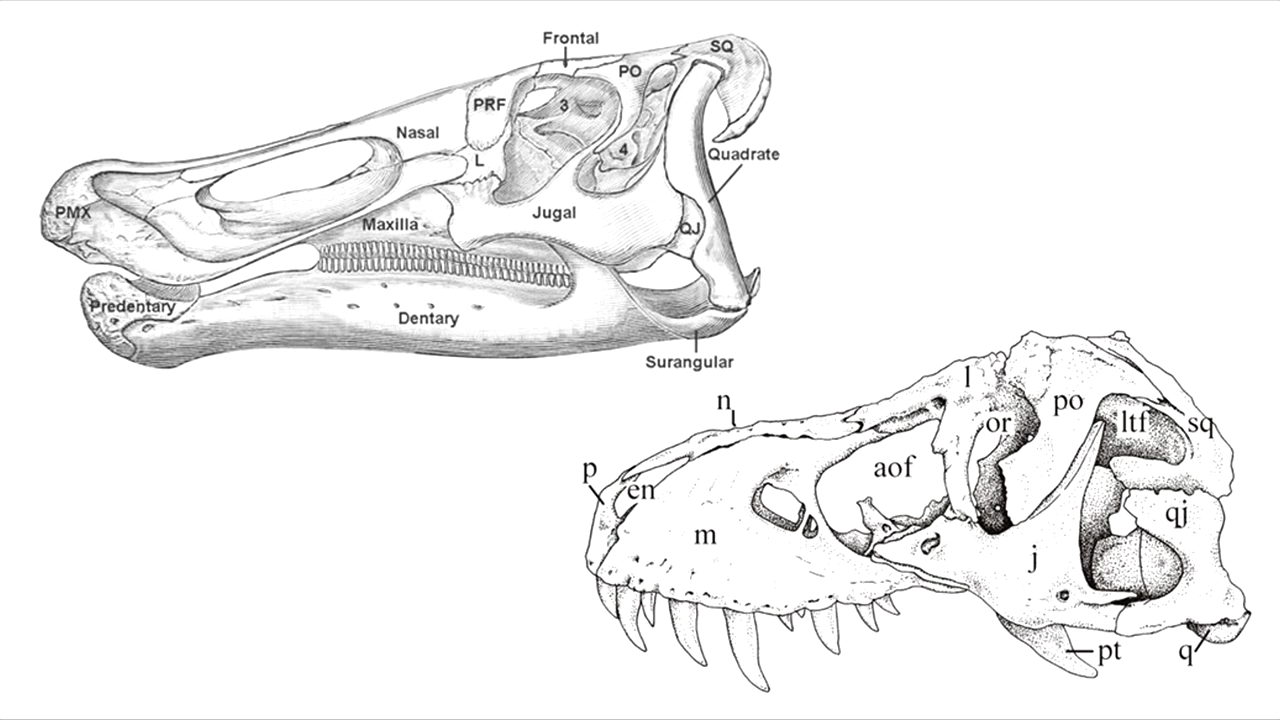 Frontal
SQ
PO
PRF
3
Nasal
4
L
Quadrate
PMX
Jugal
Maxilla
QJ
Predentary
Dentary
Surangular
l
n
po
or
ltf
sq
p
aof
en
qj
m
j
pt
q